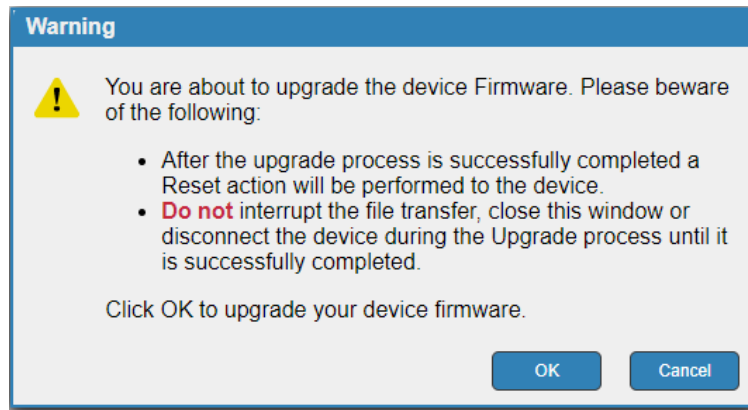 Warning
You are about to upgrade the device Firmware. Please beware
of the following:
• After the upgrade process is successfully completed a
Reset action will be performed to the device.
• Do not interrupt the file transfer, close this window or
disconnect the device during the Upgrade process until it
is successfully completed.
Click OK to upgrade your device firmware.
OK Cancel